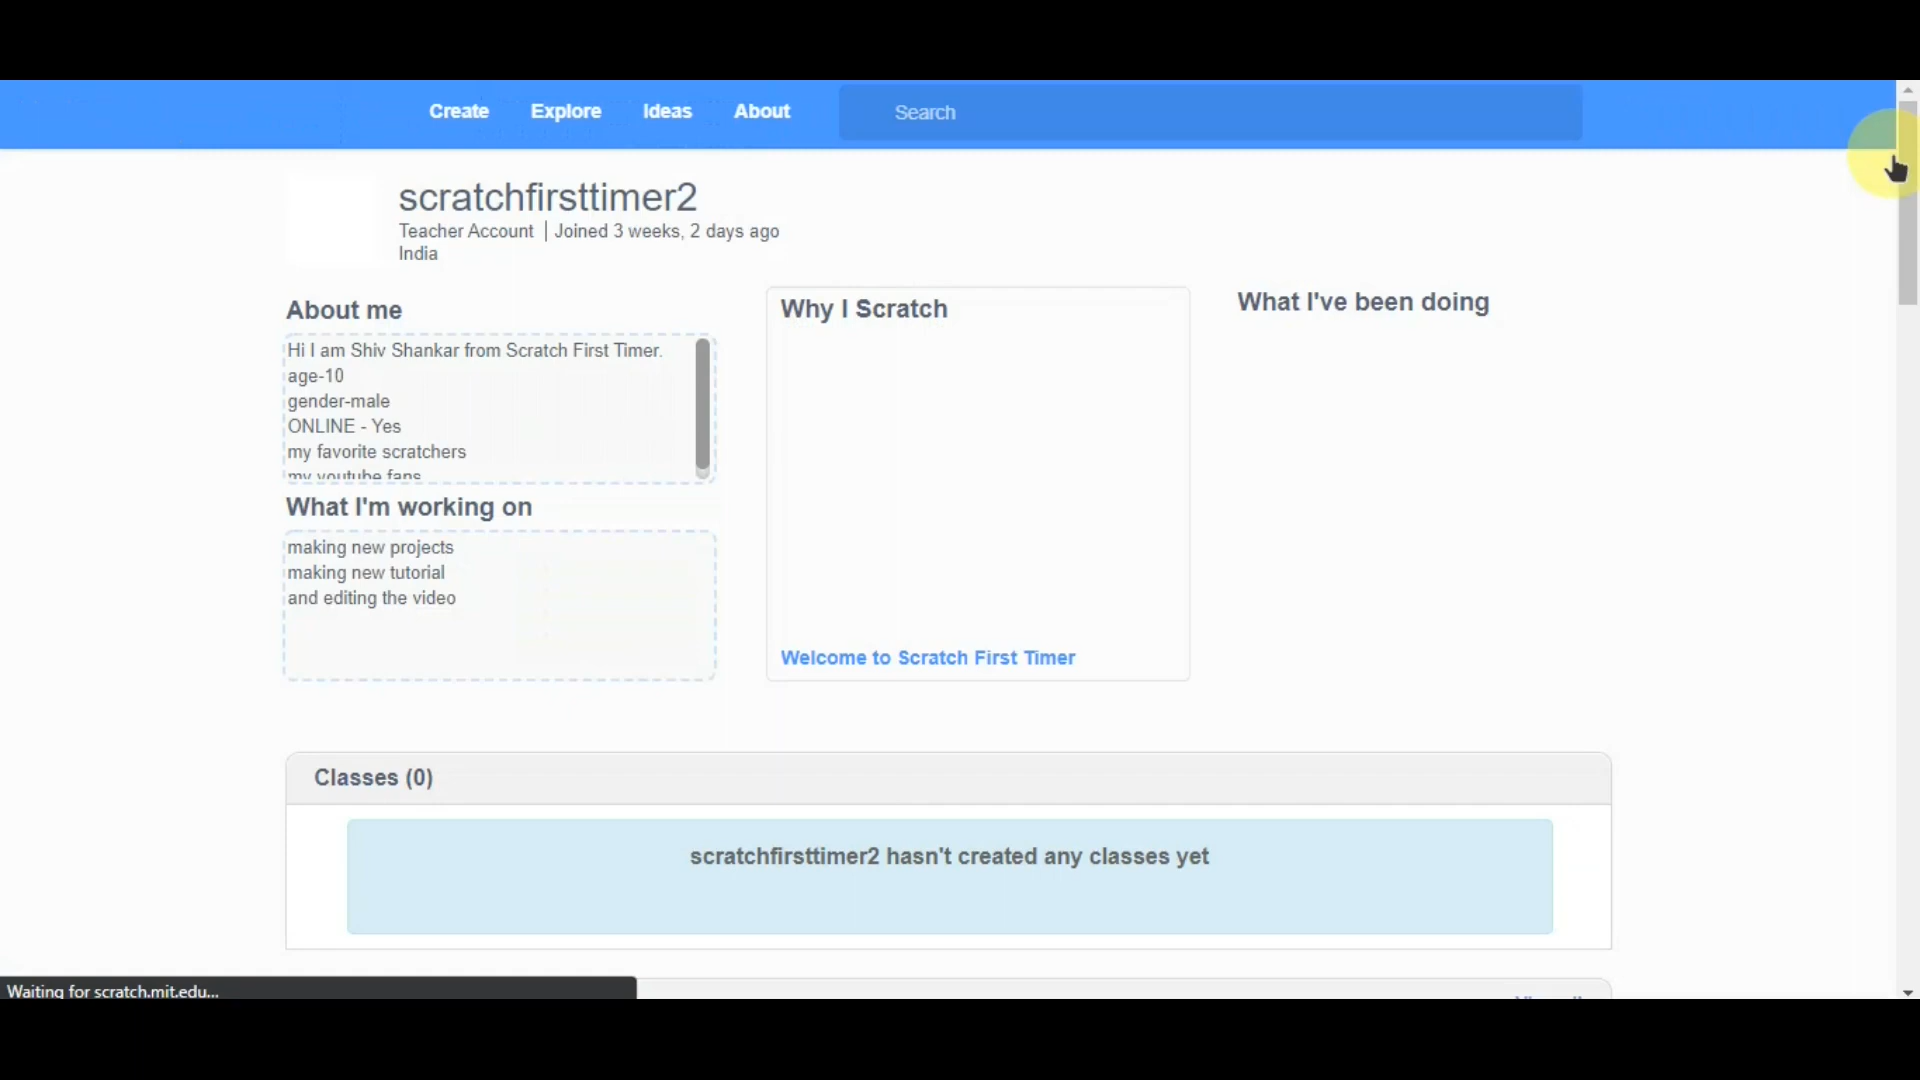 Create Explore Ideas About Search
scratchfirsttimer2
Teacher Account | Joined 3 weeks, 2 days ago
India
About me
Hi I am Shiv Shankar from Scratch First Timer.
age-10
gender-male
ONLINE - Yes
my favorite scratchers
my youtube fans
What I'm working on
making new projects
making new tutorial
and editing the video
Why I Scratch
Welcome to Scratch First Timer
What I've been doing
Classes (0)
scratchfirsttimer2 hasn't created any classes yet
Waiting for scratch.mit.edu...